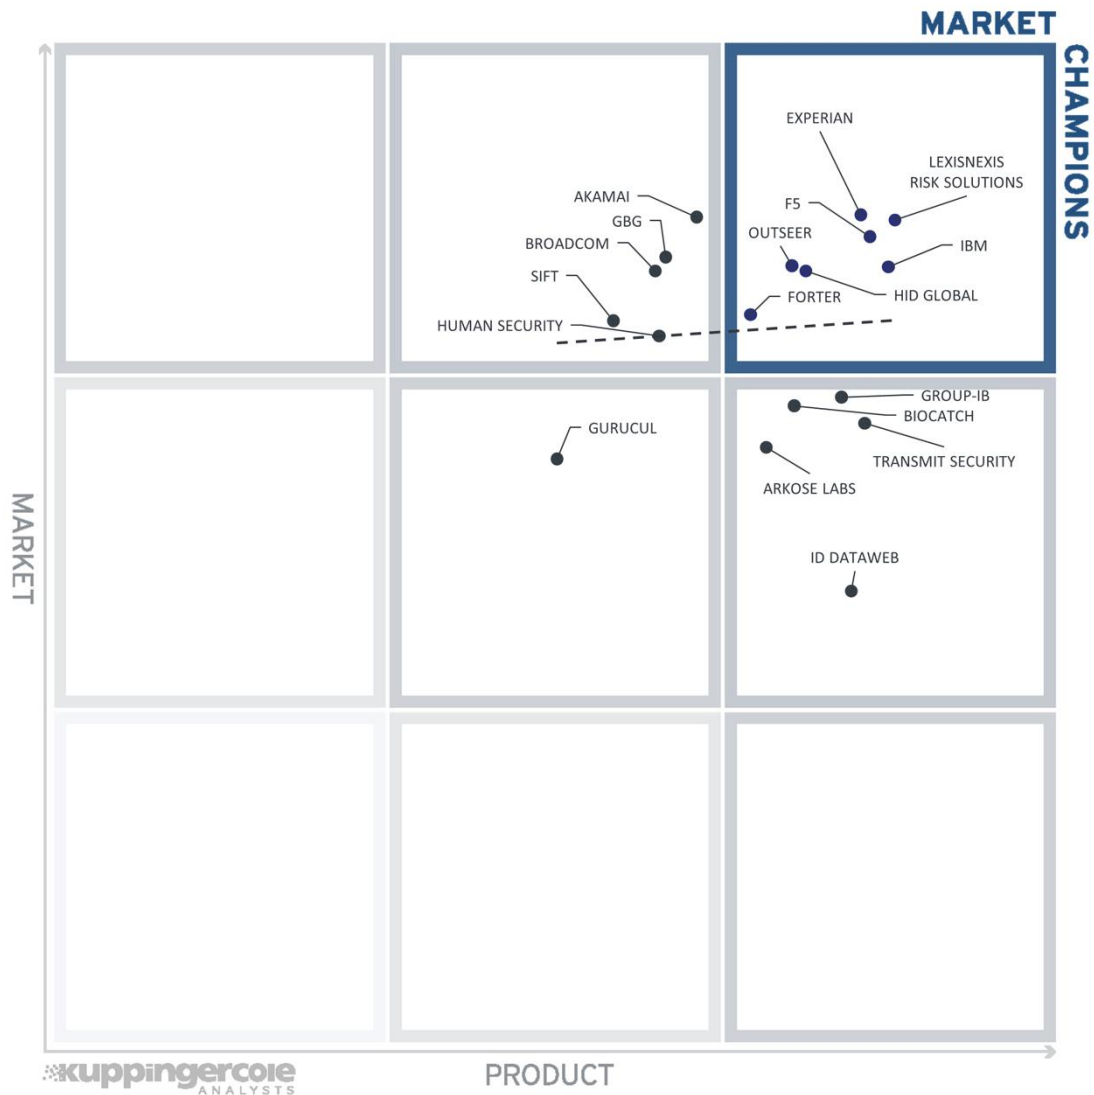 MARKET
CHAMPIONS
EXPERIAN
LEXISNEXIS
RISK SOLUTIONS
AKAMAI
F5
GBG
OUTSEER
BROADCOM
IBM
SIFT
FORTER
HID GLOBAL
HUMAN SECURITY
GROUP-IB
BIOCATCH
GURUCUL
TRANSMIT SECURITY
ARKOSE LABS
MARKET
ID DATAWEB
PRODUCT
kuppingercole
ANALYSTS